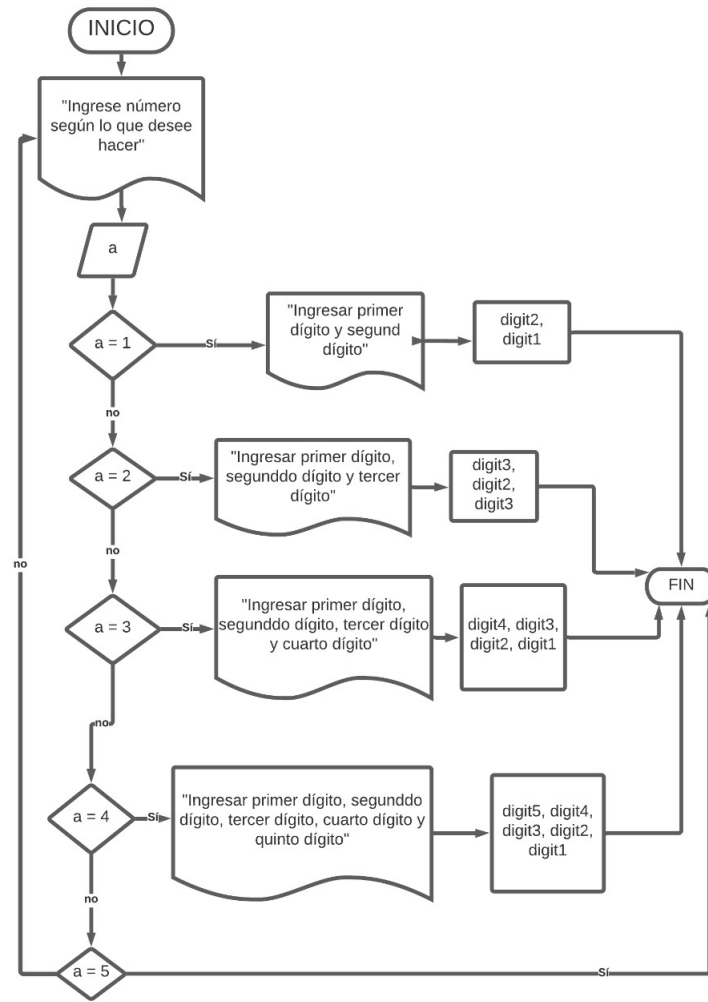 INICIO
"Ingrese número
según lo que desee
hacer"
a
a = 1
Sí
"Ingresar primer
dígito y segund
dígito"
digit2,
digit1
no
a = 2
Sí
"Ingresar primer dígito,
segunddo dígito y tercer
dígito"
digit3,
digit2,
digit3
no
no
FIN
a = 3
Sí
"Ingresar primer dígito,
segunddo dígito, tercer dígito
y cuarto dígito"
digit4, digit3,
digit2, digit1
no
a = 4
Sí
"Ingresar primer dígito, segunddo
dígito, tercer dígito, cuarto dígito y
quinto dígito"
digit5, digit4,
digit3, digit2,
digit1
no
a = 5
Sí